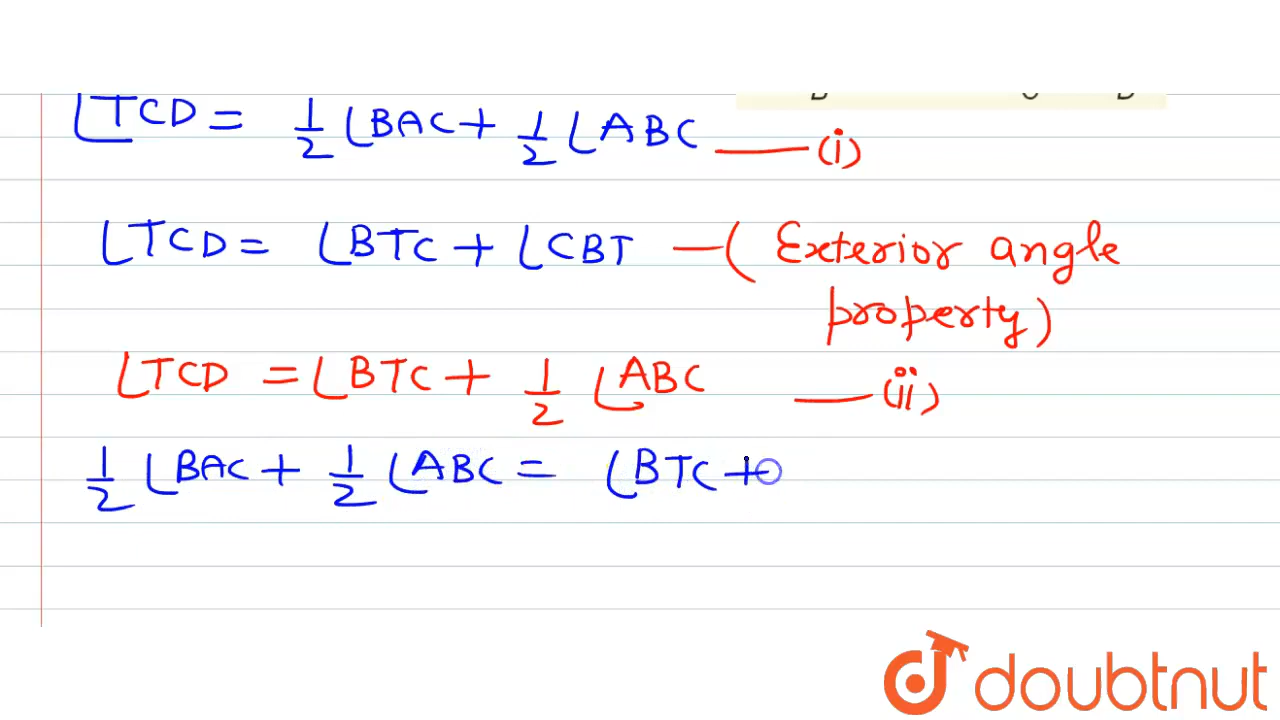 B C D
∠TCD = 1/2 ∠BAC + 1/2 ∠ABC —(i)
∠TCD = ∠BTC + ∠CBT —( Exterior angle
property)
∠TCD = ∠BTC + 1/2 ∠ABC —(ii)
1/2 ∠BAC + 1/2 ∠ABC = ∠BTC +
doubtnut